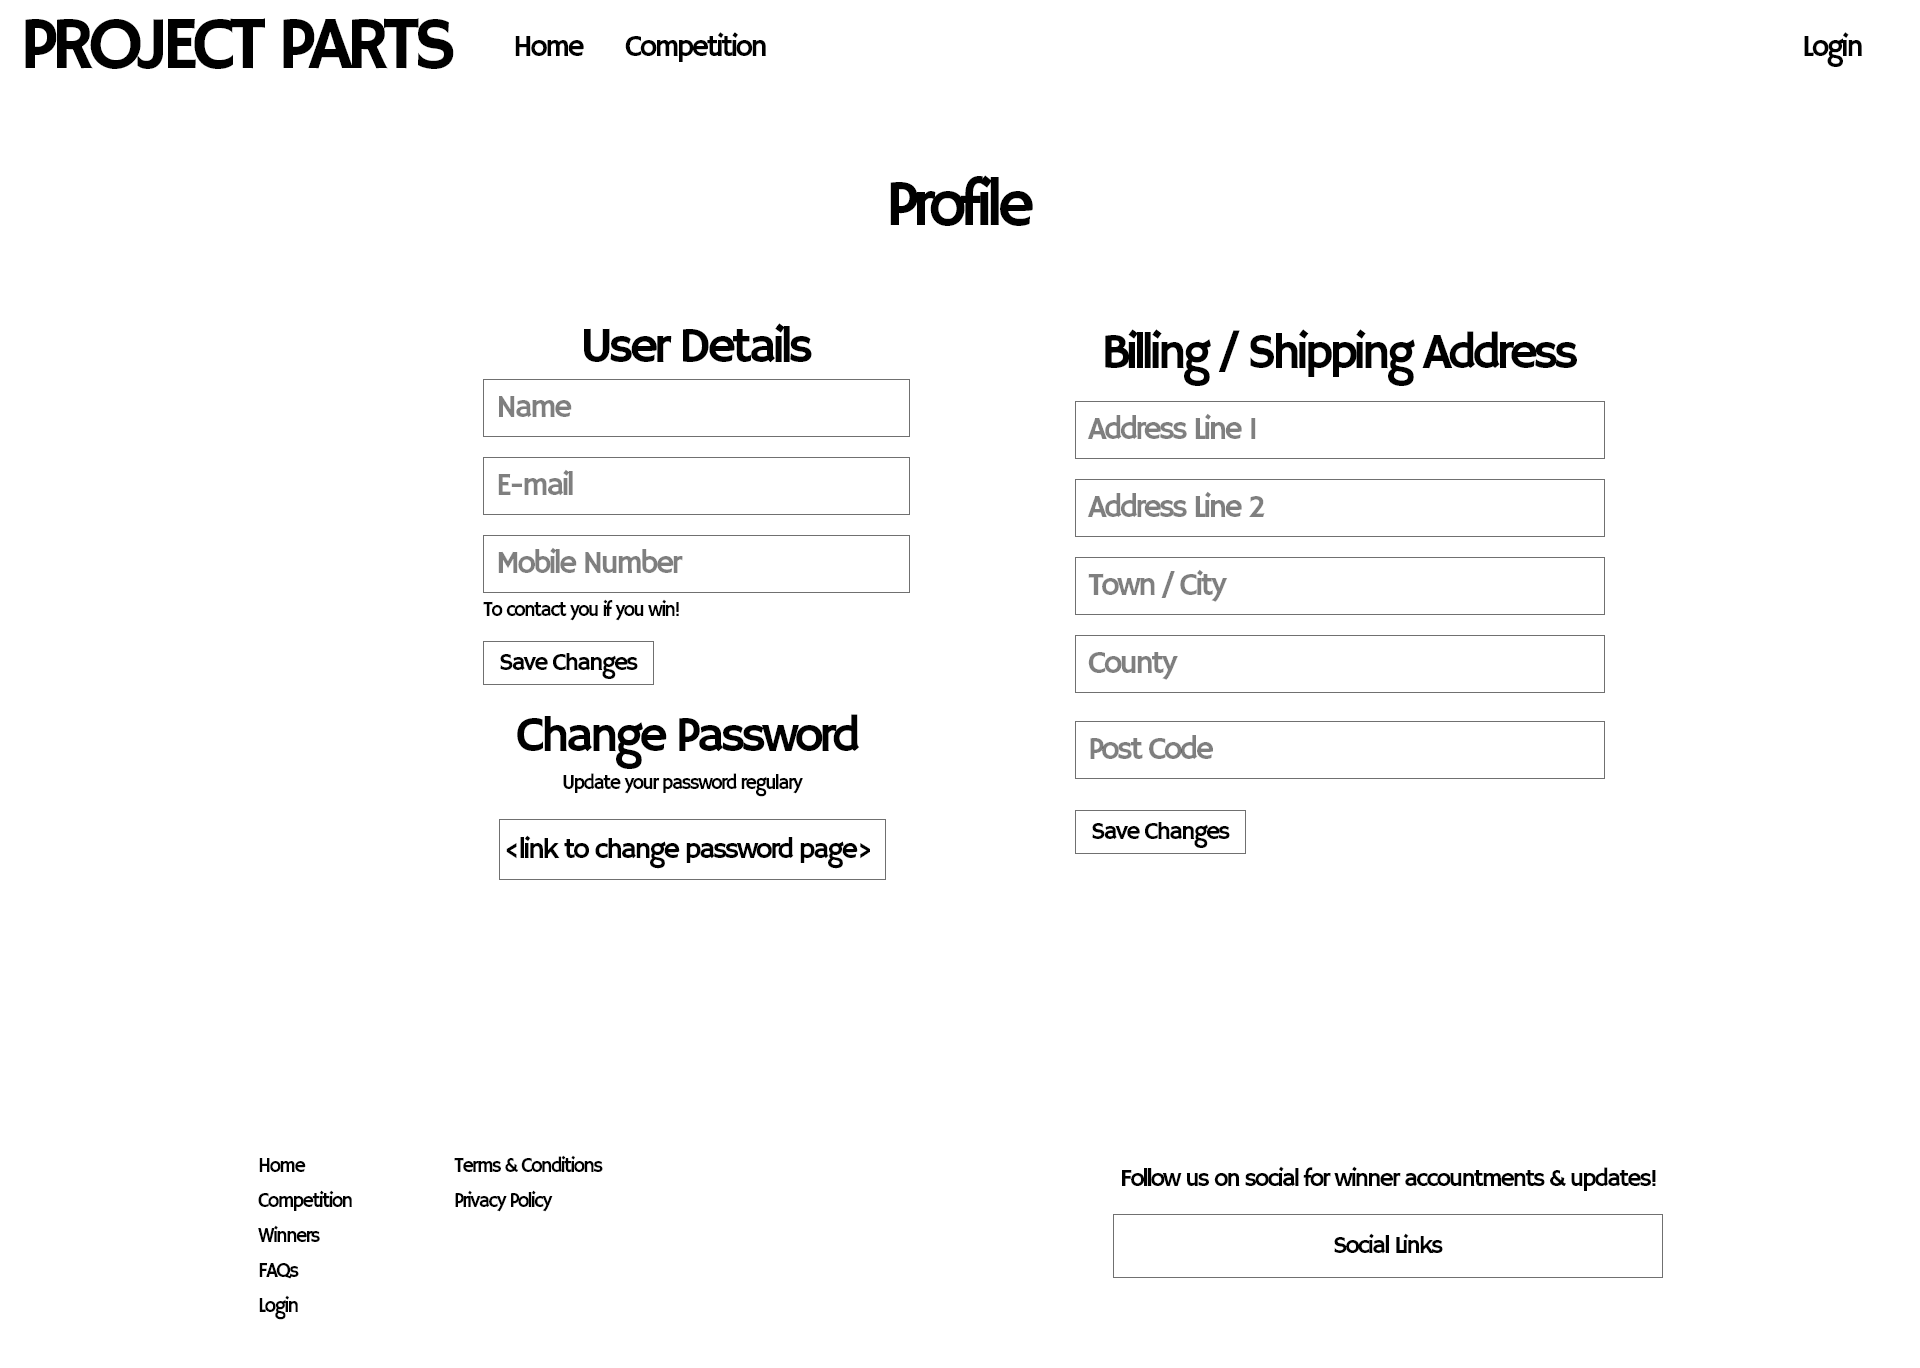 PROJECT PARTS
Home
Competition
Login
Profile
User Details
Name
E-mail
Mobile Number
To contact you if you win!
Save Changes
Change Password
Update your password regulary
<link to change password page>
Billing / Shipping Address
Address Line 1
Address Line 2
Town / City
County
Post Code
Save Changes
Home
Competition
Winners
FAQs
Login
Terms & Conditions
Privacy Policy
Follow us on social for winner accountments & updates!
Social Links